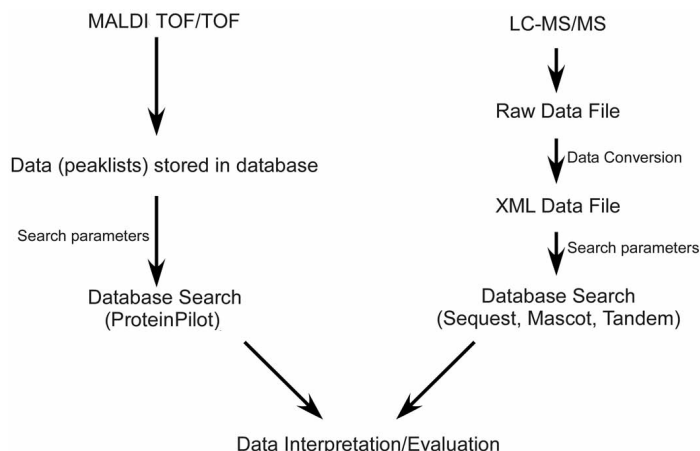 MALDI TOF/TOF
Data (peaklists) stored in database
Search parameters
Database Search
(ProteinPilot)
LC-MS/MS
Raw Data File
Data Conversion
XML Data File
Search parameters
Database Search
(Sequest, Mascot, Tandem)
Data Interpretation/Evaluation